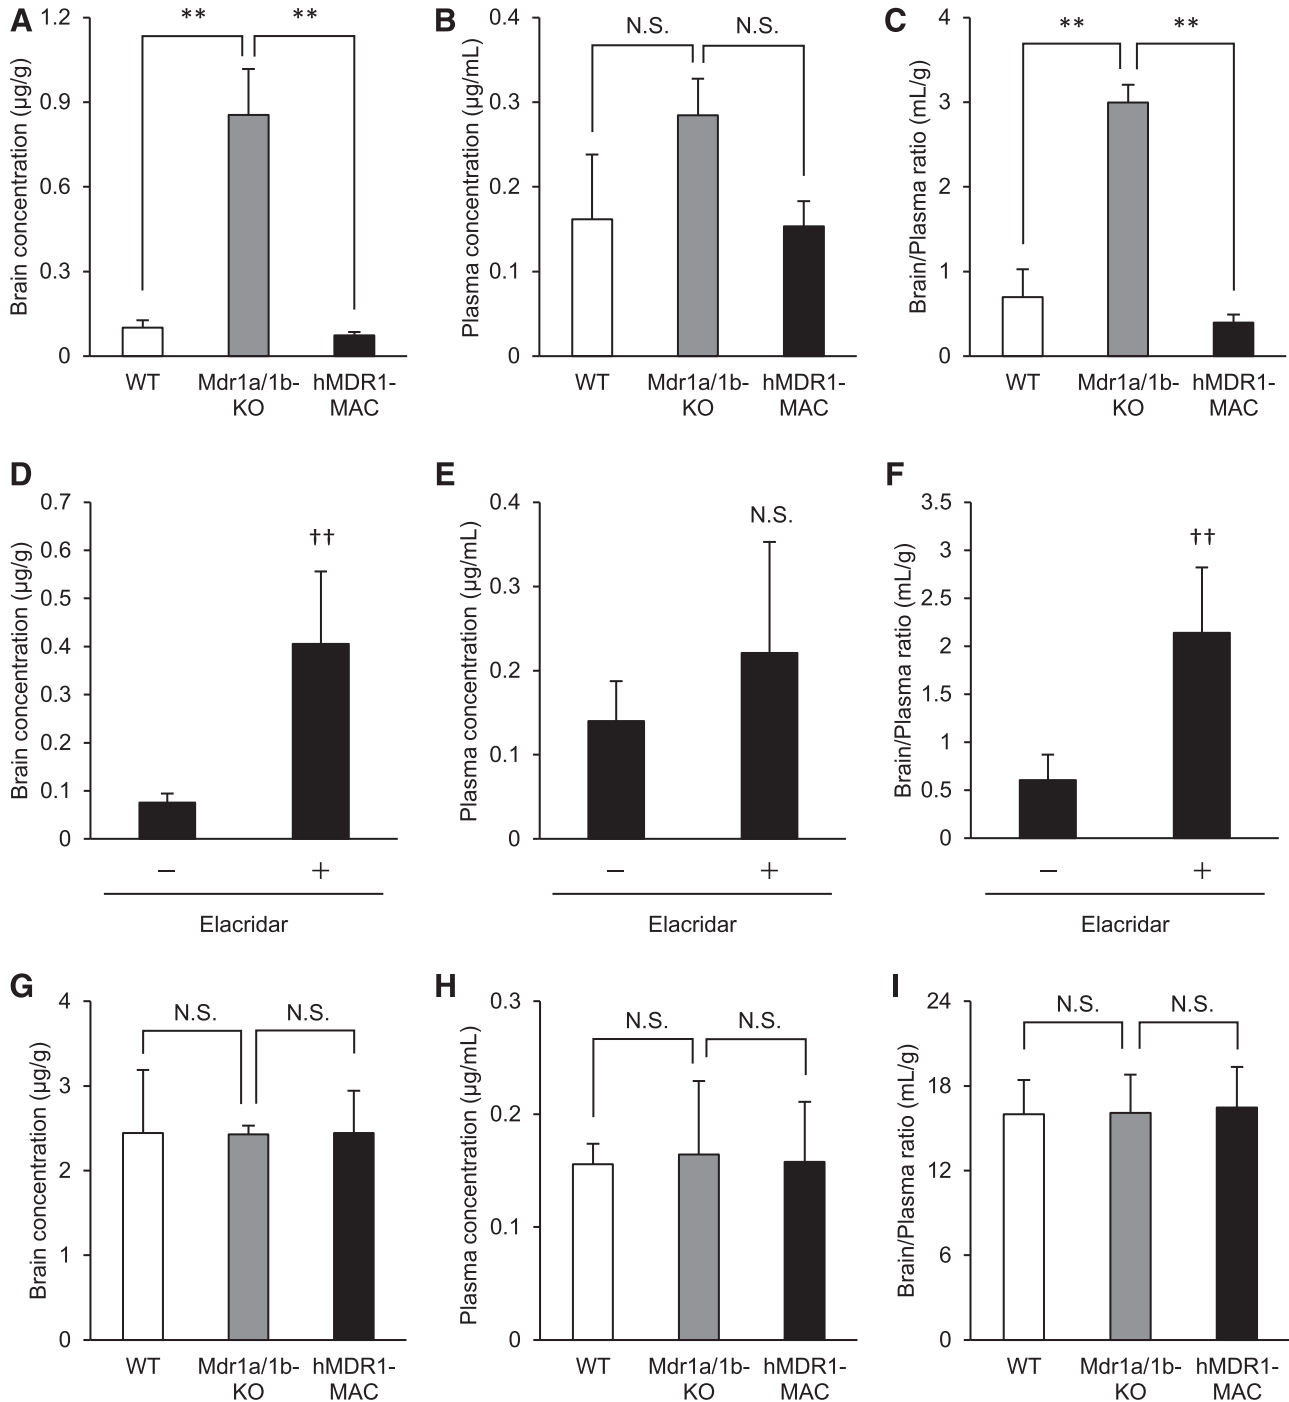 A
Brain concentration (µg/g)
1.2
0.9
0.6
0.3
0
**
**
WT
Mdr1a/1b-
KO
hMDR1-
MAC
B
Plasma concentration (µg/mL)
0.4
0.3
0.2
0.1
0
N.S.
N.S.
WT
Mdr1a/1b-
KO
hMDR1-
MAC
C
Brain/Plasma ratio (mL/g)
4
3
2
1
0
**
**
WT
Mdr1a/1b-
KO
hMDR1-
MAC
D
Brain concentration (µg/g)
0.7
0.6
0.5
0.4
0.3
0.2
0.1
0
††
− +
Elacridar
E
Plasma concentration (µg/mL)
0.4
0.3
0.2
0.1
0
N.S.
− +
Elacridar
F
Brain/Plasma ratio (mL/g)
3.5
3
2.5
2
1.5
1
0.5
0
††
− +
Elacridar
G
Brain concentration (µg/g)
4
3
2
1
0
N.S.
N.S.
WT
Mdr1a/1b-
KO
hMDR1-
MAC
H
Plasma concentration (µg/mL)
0.3
0.2
0.1
0
N.S.
N.S.
WT
Mdr1a/1b-
KO
hMDR1-
MAC
I
Brain/Plasma ratio (mL/g)
24
18
12
6
0
N.S.
N.S.
WT
Mdr1a/1b-
KO
hMDR1-
MAC